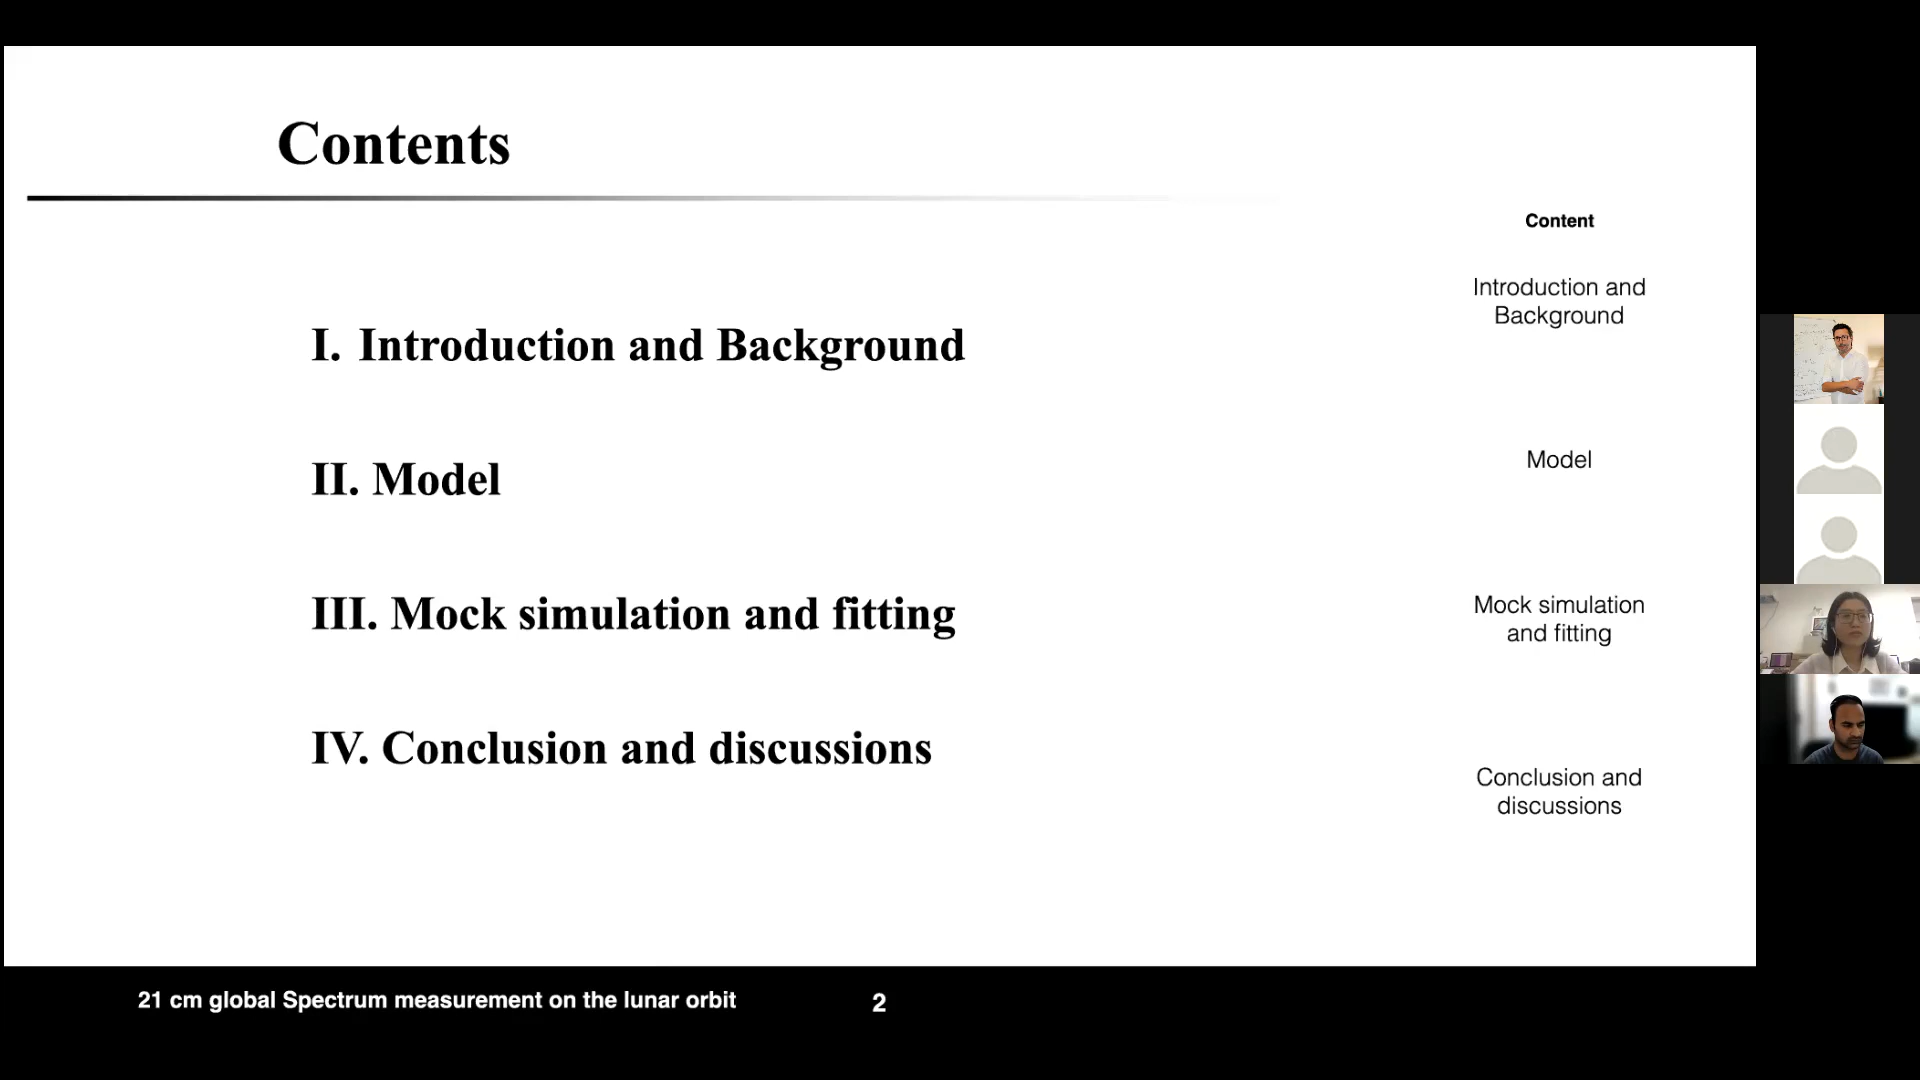 Contents
I. Introduction and Background
II. Model
III. Mock simulation and fitting
IV. Conclusion and discussions
Content
Introduction and
Background
Model
Mock simulation
and fitting
Conclusion and
discussions
21 cm global Spectrum measurement on the lunar orbit
2